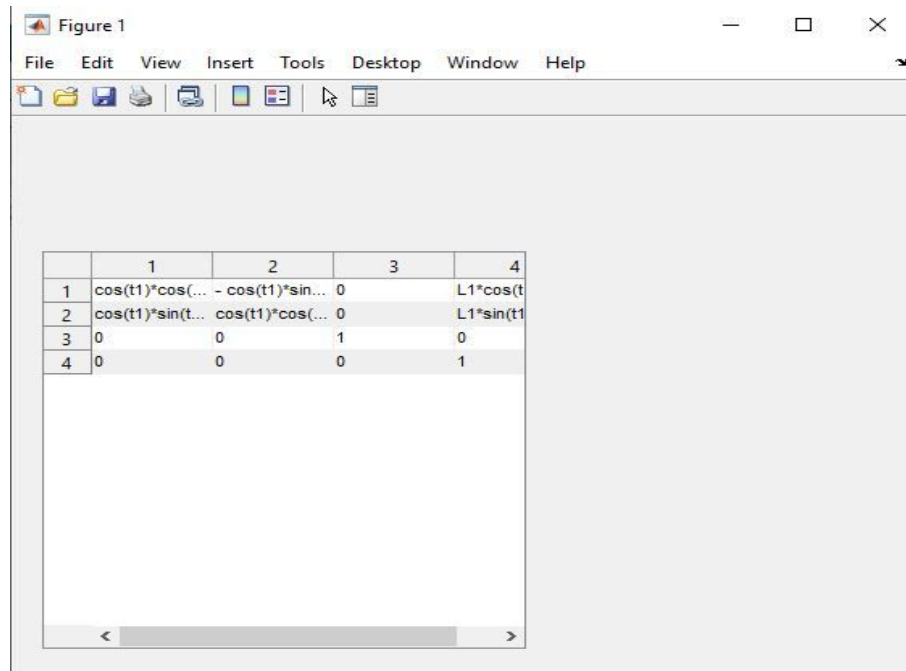 Figure 1
File Edit View Insert Tools Desktop Window Help
1 2 3 4
1 cos(t1)*cos(... - cos(t1)*sin... 0 L1*cos(t
2 cos(t1)*sin(t... cos(t1)*cos(... 0 L1*sin(t1
3 0 0 1 0
4 0 0 0 1